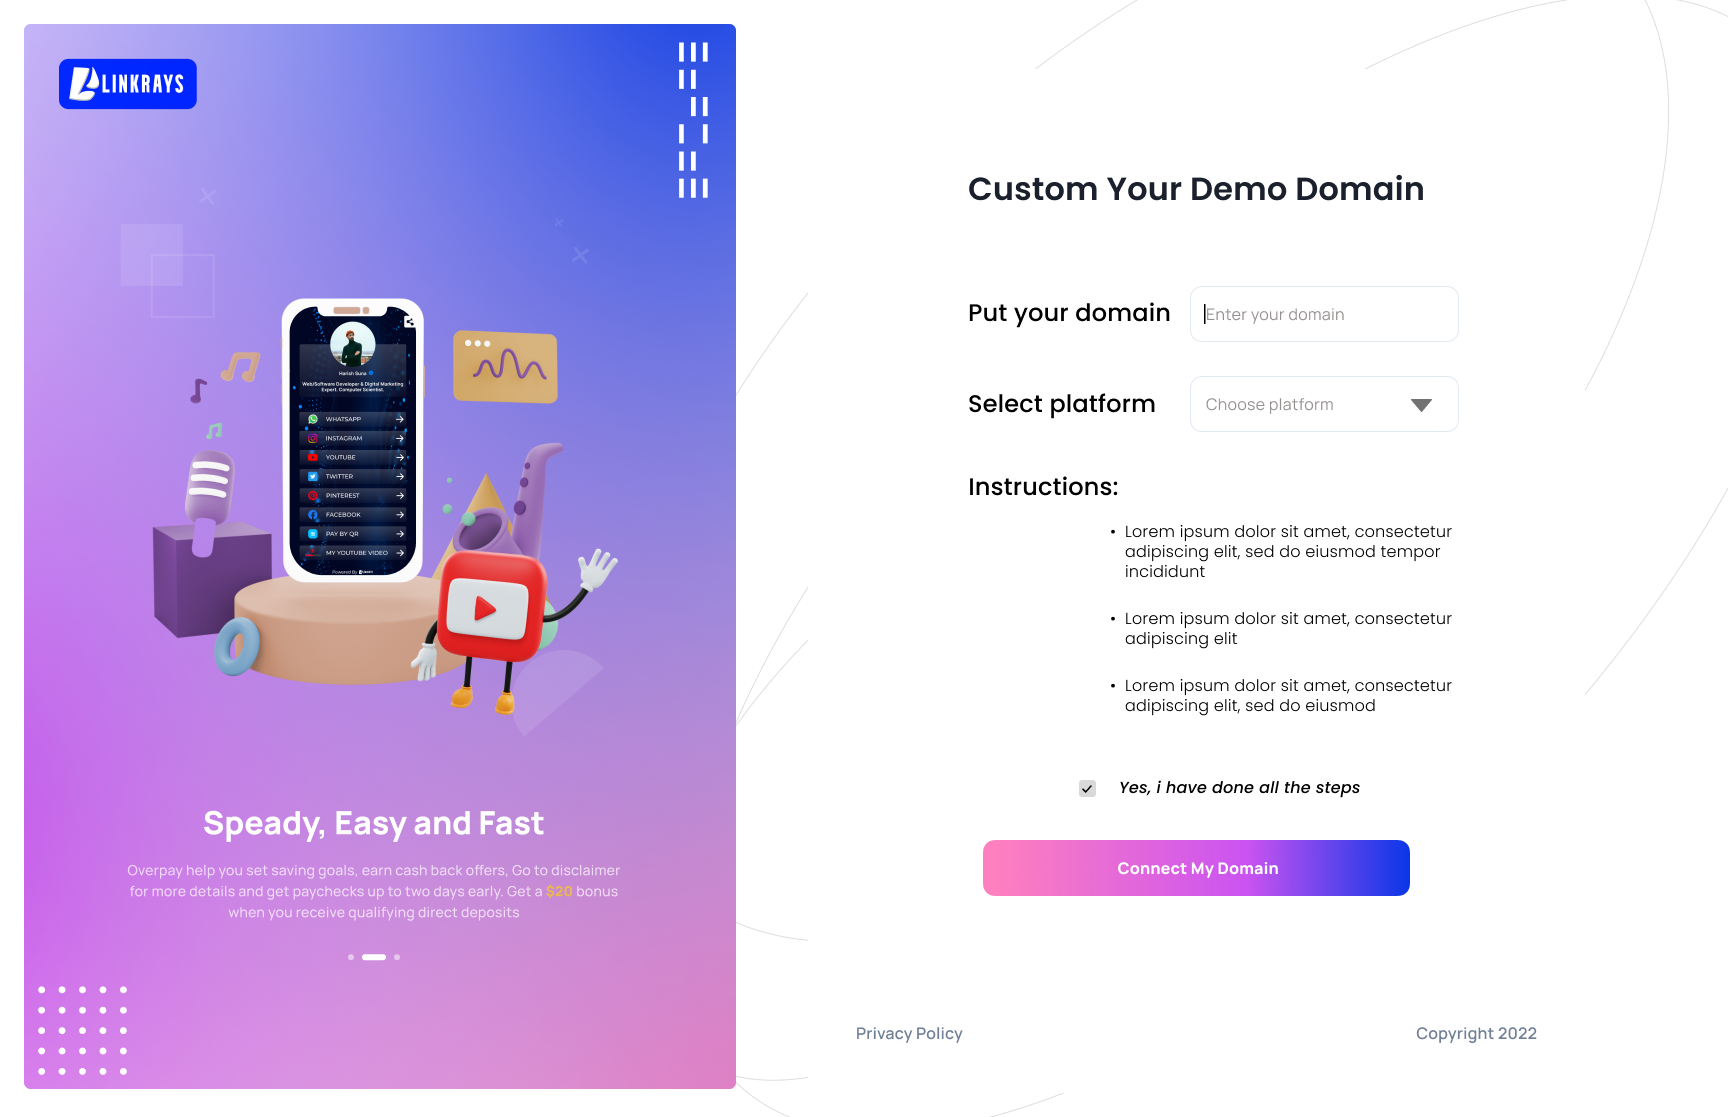 LINKRAYS
Harish Suna
Web/Software Developer & Digital Marketing
Expert. Computer Scientist.
WHATSAPP
INSTAGRAM
YOUTUBE
TWITTER
PINTEREST
FACEBOOK
PAY BY QR
MY YOUTUBE VIDEO
Powered By
Speady, Easy and Fast
Overpay help you set saving goals, earn cash back offers, Go to disclaimer
for more details and get paychecks up to two days early. Get a $20 bonus
when you receive qualifying direct deposits
Custom Your Demo Domain
Put your domain
Enter your domain
Select platform
Choose platform
Instructions:
• Lorem ipsum dolor sit amet, consectetur
adipiscing elit, sed do eiusmod tempor
incididunt
• Lorem ipsum dolor sit amet, consectetur
adipiscing elit
• Lorem ipsum dolor sit amet, consectetur
adipiscing elit, sed do eiusmod
Yes, i have done all the steps
Connect My Domain
Privacy Policy
Copyright 2022